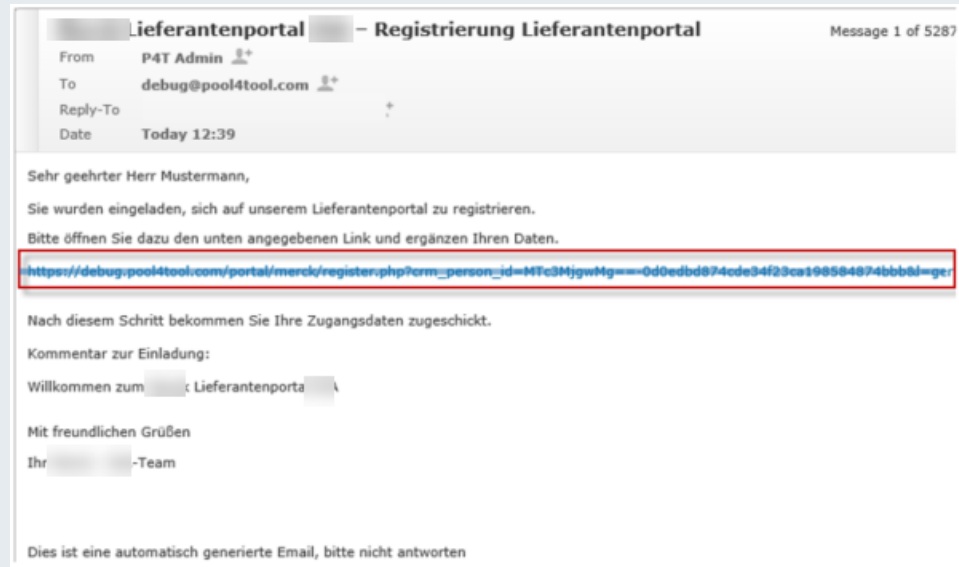 Lieferantenportal – Registrierung Lieferantenportal Message 1 of 5287
From P4T Admin
To debug@pool4tool.com
Reply-To
Date Today 12:39
Sehr geehrter Herr Mustermann,
Sie wurden eingeladen, sich auf unserem Lieferantenportal zu registrieren.
Bitte öffnen Sie dazu den unten angegebenen Link und ergänzen Ihren Daten.
https://debug.pool4tool.com/portal/merck/register.php?crm_person_id=MTc3MjgwMg==-0d0edbd874cde34f23ca198584874bbb&l=ger
Nach diesem Schritt bekommen Sie Ihre Zugangsdaten zugeschickt.
Kommentar zur Einladung:
Willkommen zum Lieferantenporta
Mit freundlichen Grüßen
Ihr -Team
Dies ist eine automatisch generierte Email, bitte nicht antworten